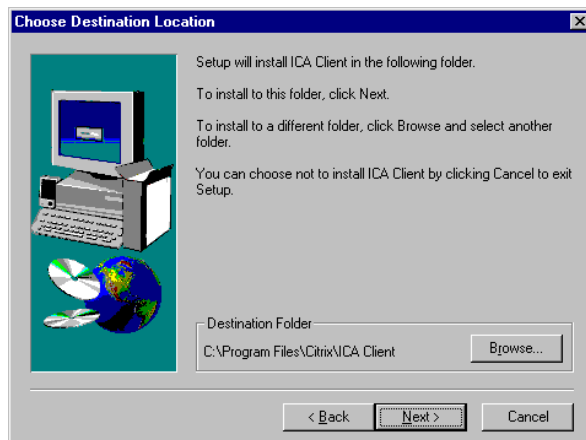 Choose Destination Location
Setup will install ICA Client in the following folder.
To install to this folder, click Next.
To install to a different folder, click Browse and select another
folder.
You can choose not to install ICA Client by clicking Cancel to exit
Setup.
Destination Folder
C:\Program Files\Citrix\ICA Client
Browse...
< Back
Next >
Cancel